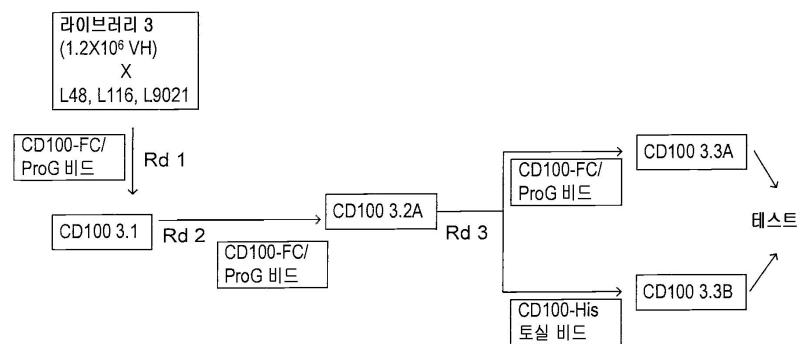 라이브러리 3
(1.2X10⁶ VH)
X
L48, L116, L9021
CD100-FC/
ProG 비드
Rd 1
CD100 3.1
Rd 2
CD100-FC/
ProG 비드
CD100 3.2A
Rd 3
CD100-FC/
ProG 비드
CD100 3.3A
CD100-His
토실 비드
CD100 3.3B
테스트